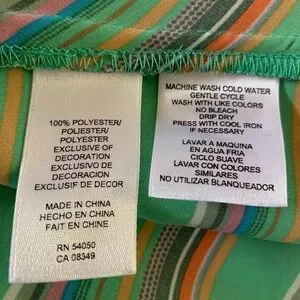 100% POLYESTER/
POLIESTER/
POLYESTER
EXCLUSIVE OF
DECORATION
EXCLUSIVO DE
DECORACION
EXCLUSIF DE DECOR
MADE IN CHINA
HECHO EN CHINA
FAIT EN CHINE
RN 54050
CA 08349
MACHINE WASH COLD WATER
GENTLE CYCLE
WASH WITH LIKE COLORS
NO BLEACH
DRIP DRY
PRESS WITH COOL IRON
IF NECESSARY
LAVAR A MAQUINA
EN AGUA FRIA
CICLO SUAVE
LAVAR CON COLORES
SIMILARES
NO UTILIZAR BLANQUEADOR